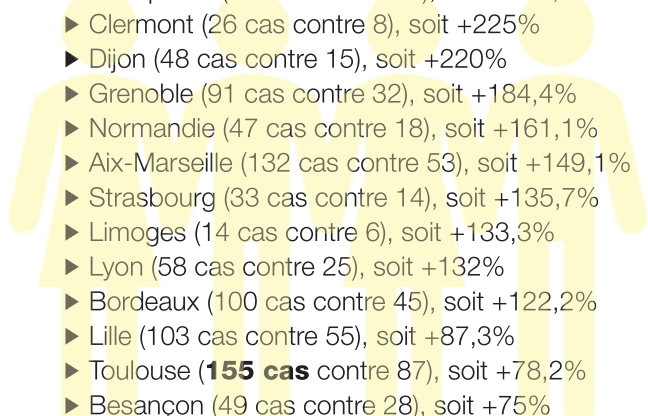 ▶ Clermont (26 cas contre 8), soit +225%
▶ Dijon (48 cas contre 15), soit +220%
▶ Grenoble (91 cas contre 32), soit +184,4%
▶ Normandie (47 cas contre 18), soit +161,1%
▶ Aix-Marseille (132 cas contre 53), soit +149,1%
▶ Strasbourg (33 cas contre 14), soit +135,7%
▶ Limoges (14 cas contre 6), soit +133,3%
▶ Lyon (58 cas contre 25), soit +132%
▶ Bordeaux (100 cas contre 45), soit +122,2%
▶ Lille (103 cas contre 55), soit +87,3%
▶ Toulouse (155 cas contre 87), soit +78,2%
▶ Besançon (49 cas contre 28), soit +75%